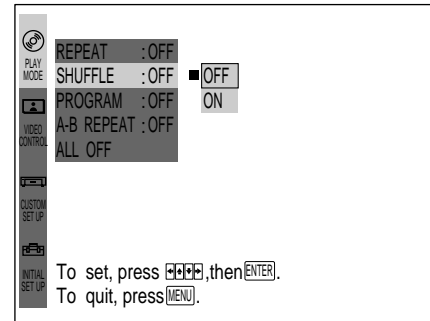 PLAY
MODE
VIDEO
CONTROL
CUSTOM
SET UP
INITIAL
SET UP
REPEAT :OFF
SHUFFLE :OFF ■ OFF
PROGRAM :OFF ON
A-B REPEAT :OFF
ALL OFF
To set, press ←↑↓→,then ENTER.
To quit, press MENU.